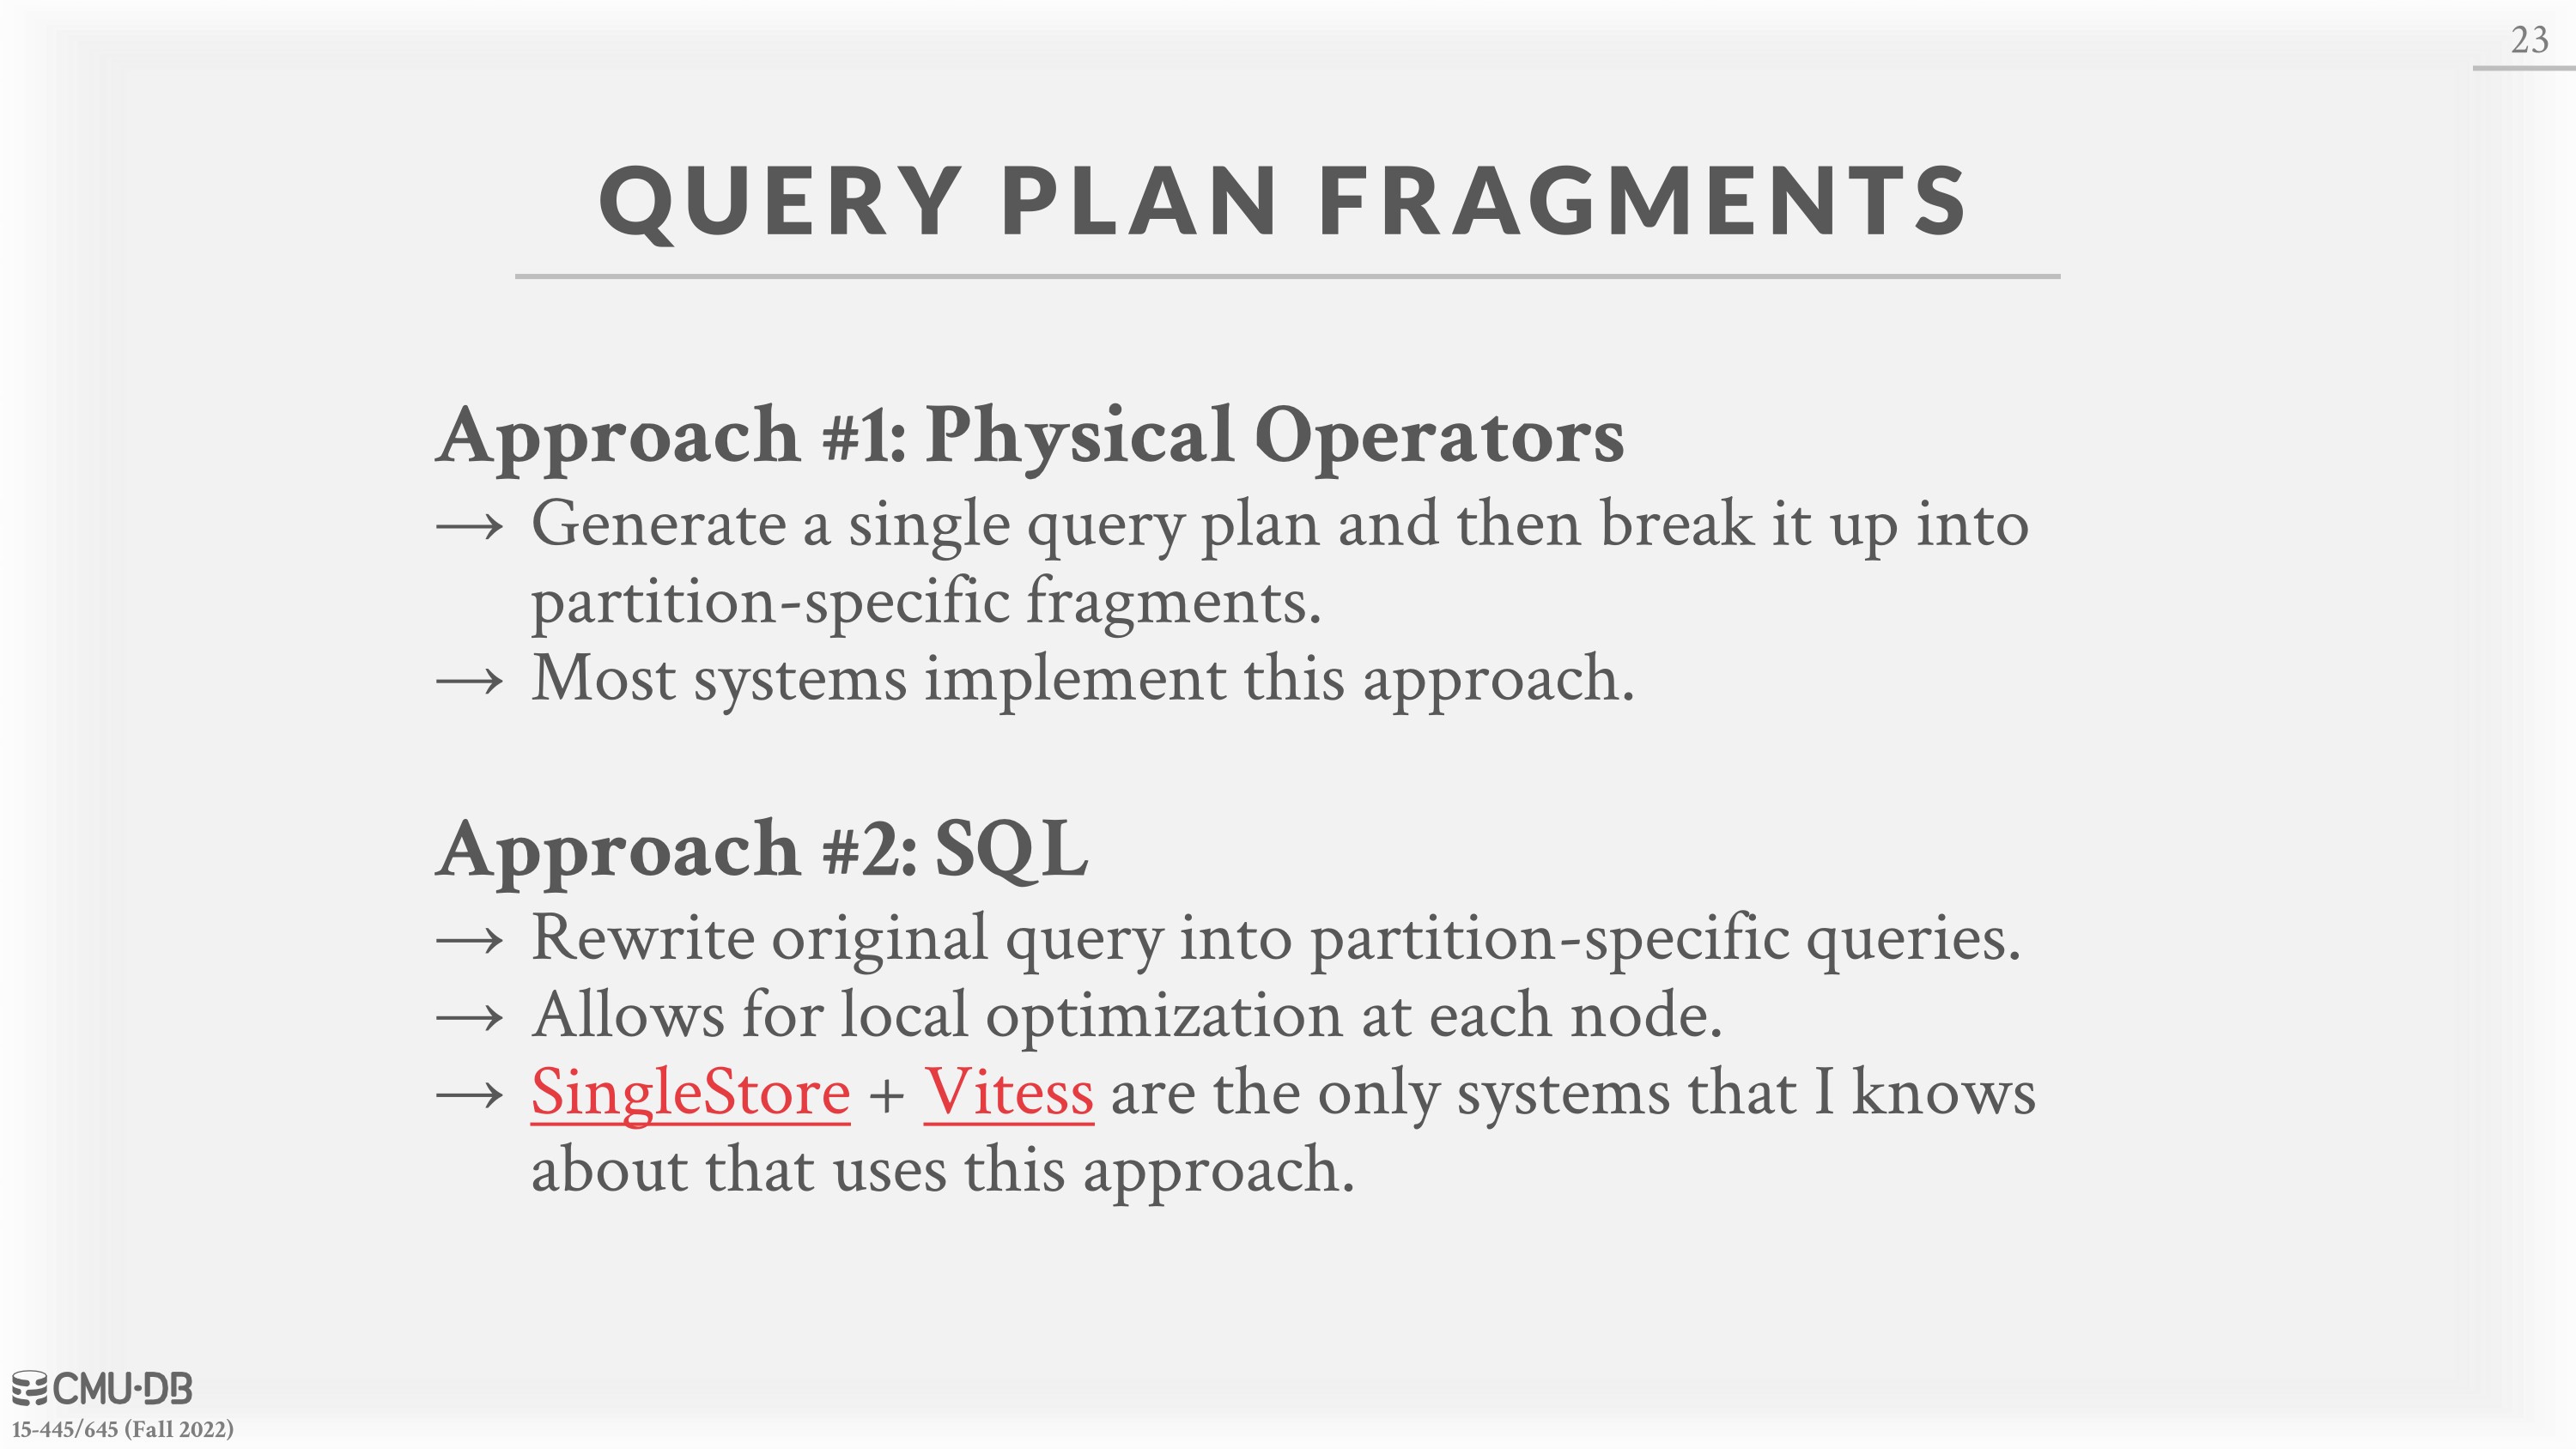 23
QUERY PLAN FRAGMENTS
Approach #1: Physical Operators
→ Generate a single query plan and then break it up into
partition-specific fragments.
→ Most systems implement this approach.
Approach #2: SQL
→ Rewrite original query into partition-specific queries.
→ Allows for local optimization at each node.
→ SingleStore + Vitess are the only systems that I knows
about that uses this approach.
CMU·DB
15-445/645 (Fall 2022)